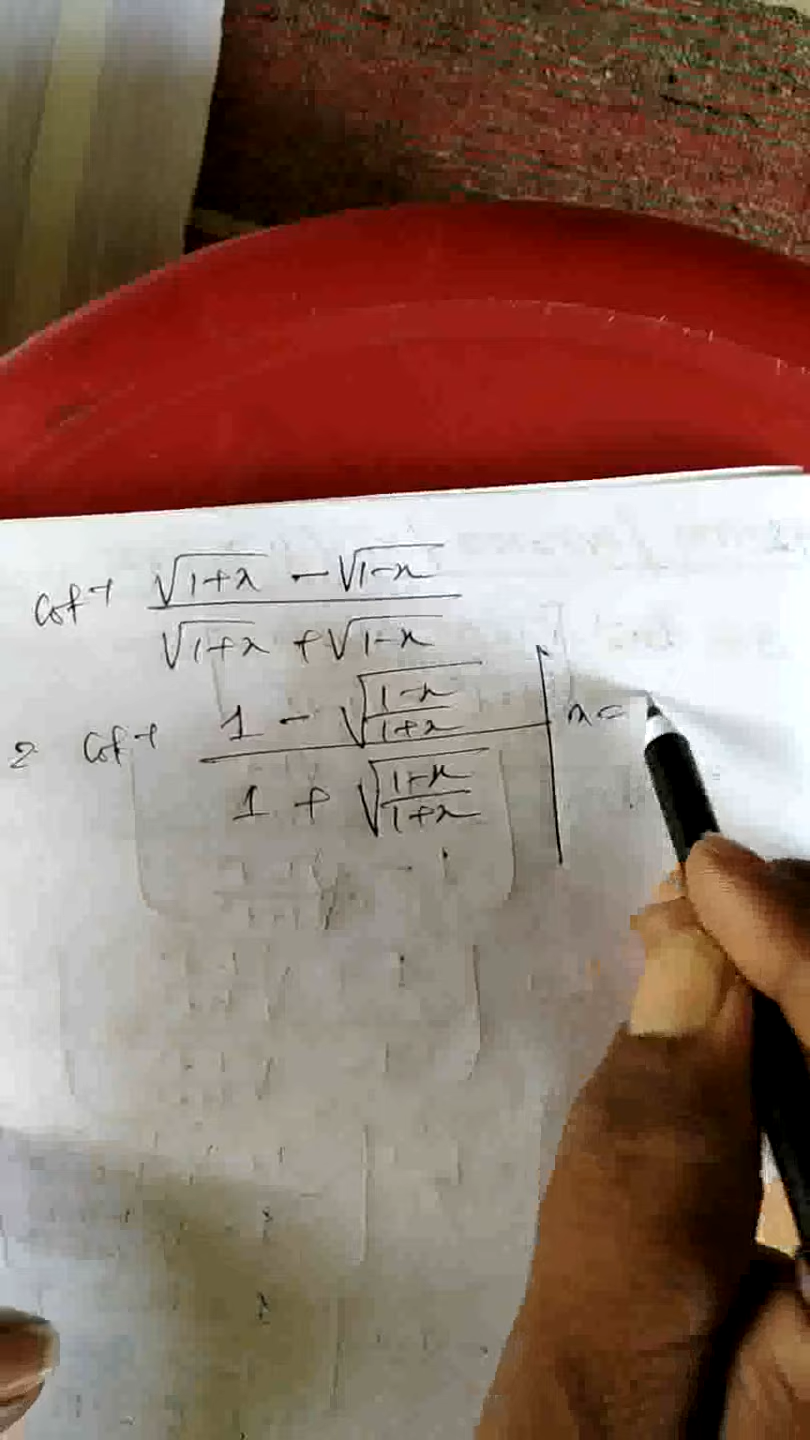 cot⁻¹ (√(1+x) − √(1−x)) / (√(1+x) + √(1−x))
= cot⁻¹ (1 − √((1−x)/(1+x))) / (1 + √((1−x)/(1+x))) | x =